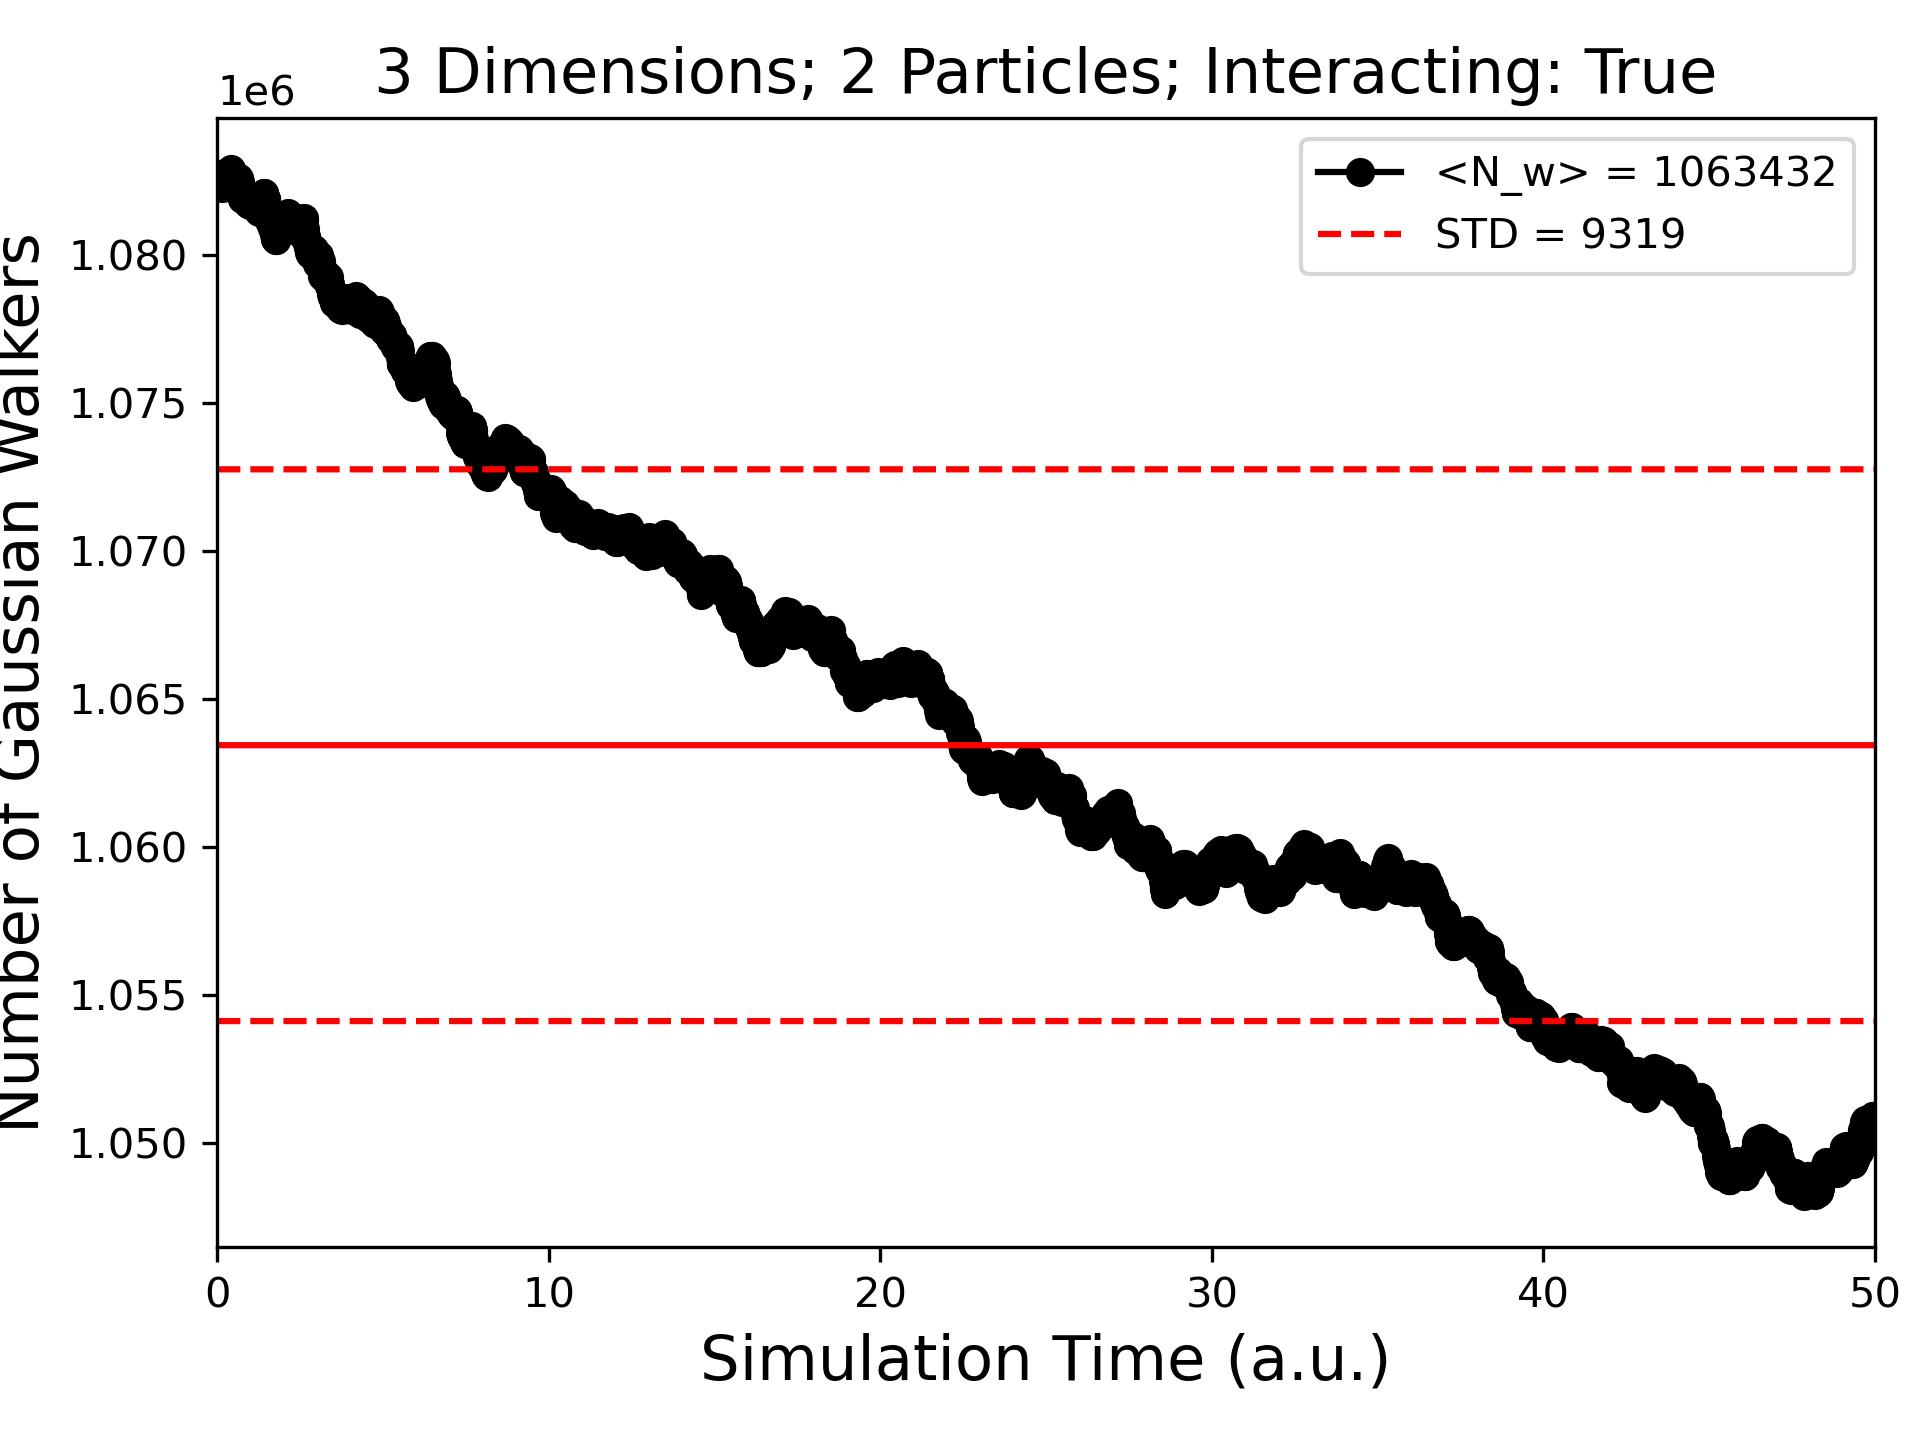 3 Dimensions; 2 Particles; Interacting: True
1e6
<N_w> = 1063432
STD = 9319
Number of Gaussian Walkers
1.080
1.075
1.070
1.065
1.060
1.055
1.050
0 10 20 30 40 50
Simulation Time (a.u.)